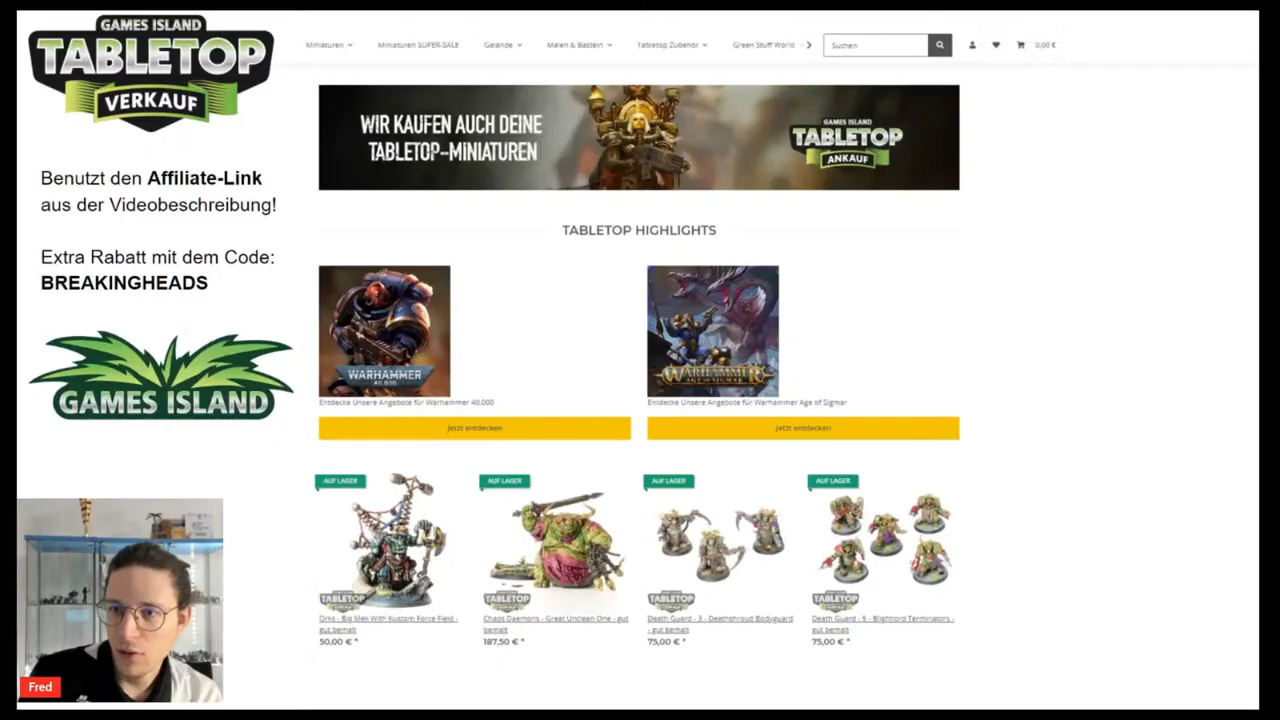 GAMES ISLAND
TABLETOP
VERKAUF
Benutzt den Affiliate-Link
aus der Videobeschreibung!
Extra Rabatt mit dem Code:
BREAKINGHEADS
GAMES ISLAND
Fred
Miniaturen
Miniaturen SUPER-SALE
Gelände
Malen & Basteln
Tabletop Zubehör
Green Stuff World
Suchen
0,00 €
WIR KAUFEN AUCH DEINE
TABLETOP-MINIATUREN
GAMES ISLAND
TABLETOP
ANKAUF
TABLETOP HIGHLIGHTS
WARHAMMER
40,000
Entdecke Unsere Angebote für Warhammer 40,000
Jetzt entdecken
WARHAMMER
AGE OF SIGMAR
Entdecke Unsere Angebote für Warhammer Age of Sigmar
Jetzt entdecken
AUF LAGER
TABLETOP
Orks - Big Mek With Kustom Force Field -
gut bemalt
50,00 € *
AUF LAGER
TABLETOP
Chaos Daemons - Great Unclean One - gut
bemalt
187,50 € *
AUF LAGER
TABLETOP
Death Guard - 3 - Deathshroud Bodyguard
- gut bemalt
75,00 € *
AUF LAGER
TABLETOP
Death Guard - 5 - Blightlord Terminators -
gut bemalt
75,00 € *